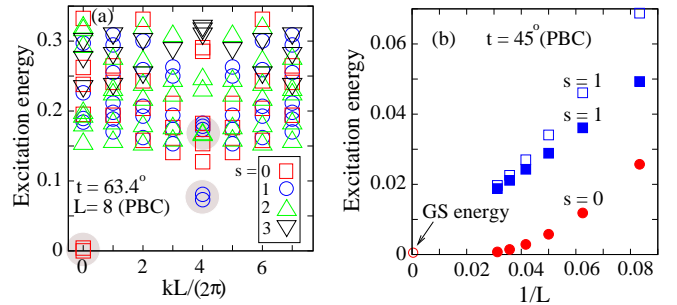 (a)
Excitation energy
0.3
0.2
0.1
0
t = 63.4°
L= 8 (PBC)
s = 0
1
2
3
0 2 4 6
kL/(2π)
(b)
t = 45° (PBC)
Excitation energy
0.06
0.04
0.02
0
s = 1
s = 1
s = 0
GS energy
0 0.02 0.04 0.06 0.08
1/L